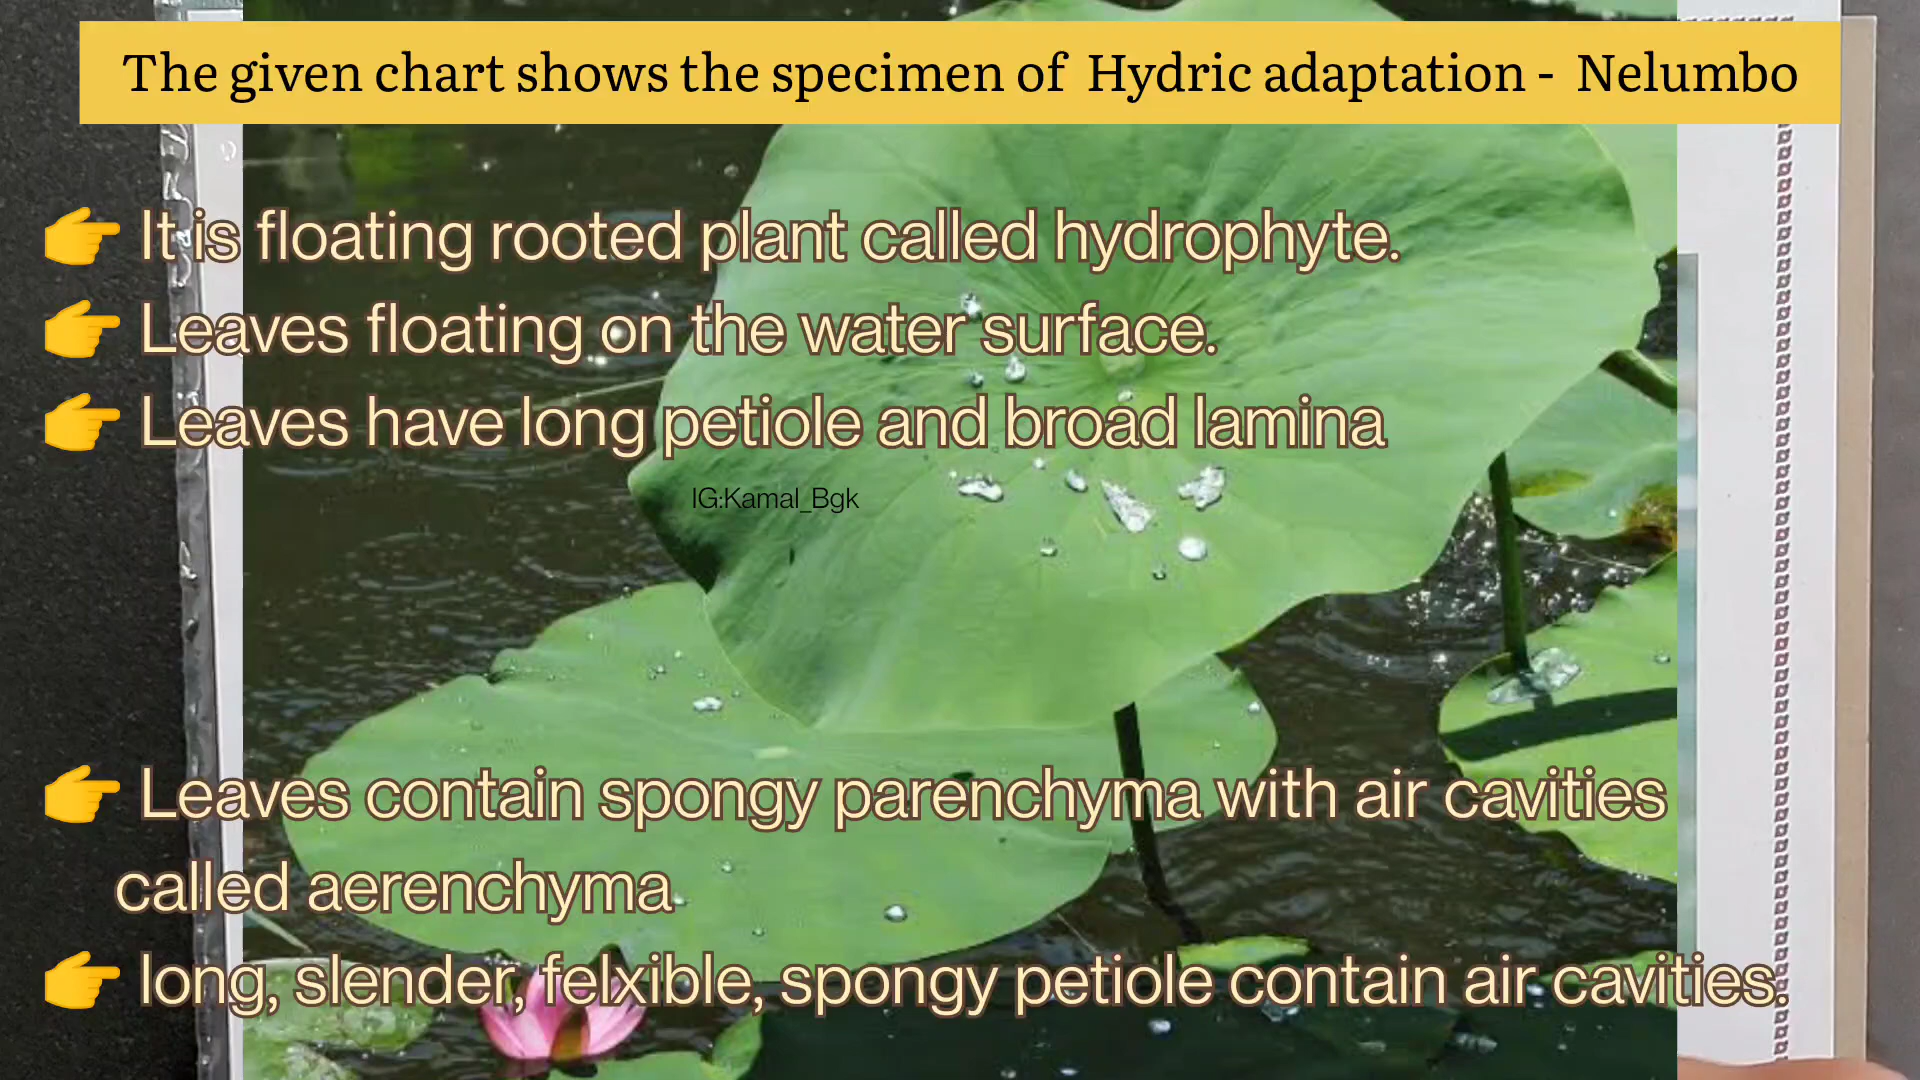 The given chart shows the specimen of Hydric adaptation - Nelumbo
👉 It is floating rooted plant called hydrophyte.
👉 Leaves floating on the water surface.
👉 Leaves have long petiole and broad lamina
IG:Kamal_Bgk
👉 Leaves contain spongy parenchyma with air cavities
called aerenchyma
👉 long, slender, felxible, spongy petiole contain air cavities.